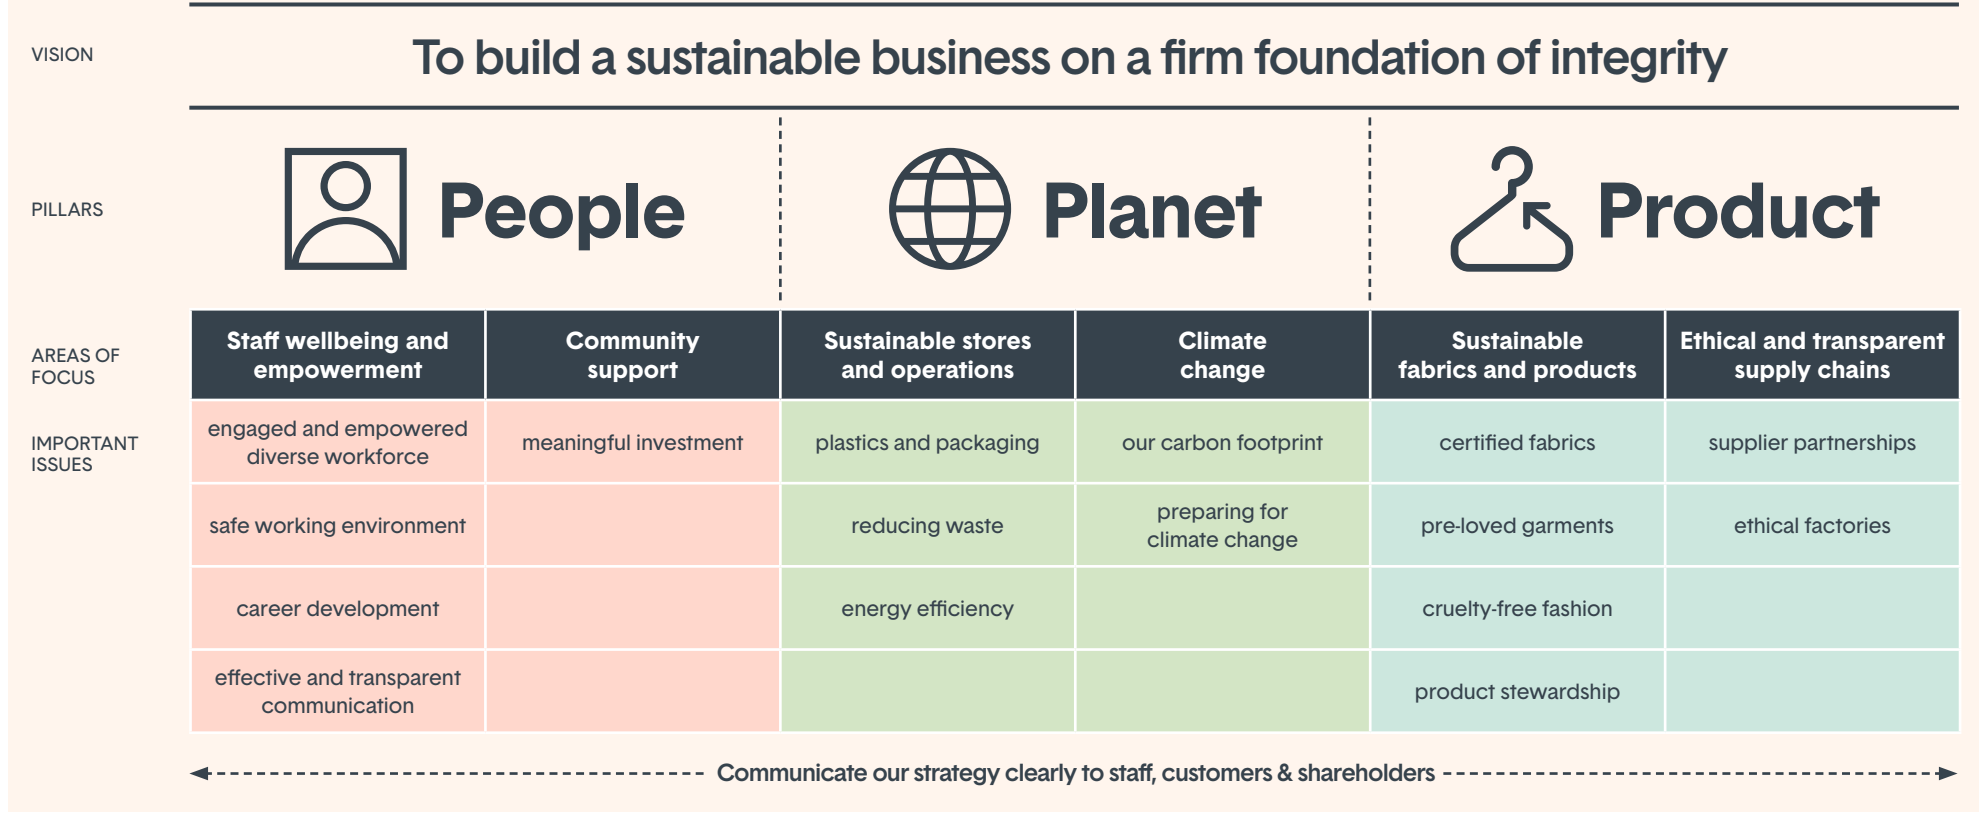 VISION
To build a sustainable business on a firm foundation of integrity
PILLARS
People
Planet
Product
AREAS OF
FOCUS
Staff wellbeing and
empowerment
Community
support
Sustainable stores
and operations
Climate
change
Sustainable
fabrics and products
Ethical and transparent
supply chains
IMPORTANT
ISSUES
engaged and empowered
diverse workforce
meaningful investment
plastics and packaging
our carbon footprint
certified fabrics
supplier partnerships
safe working environment
reducing waste
preparing for
climate change
pre-loved garments
ethical factories
career development
energy efficiency
cruelty-free fashion
effective and transparent
communication
product stewardship
Communicate our strategy clearly to staff, customers & shareholders